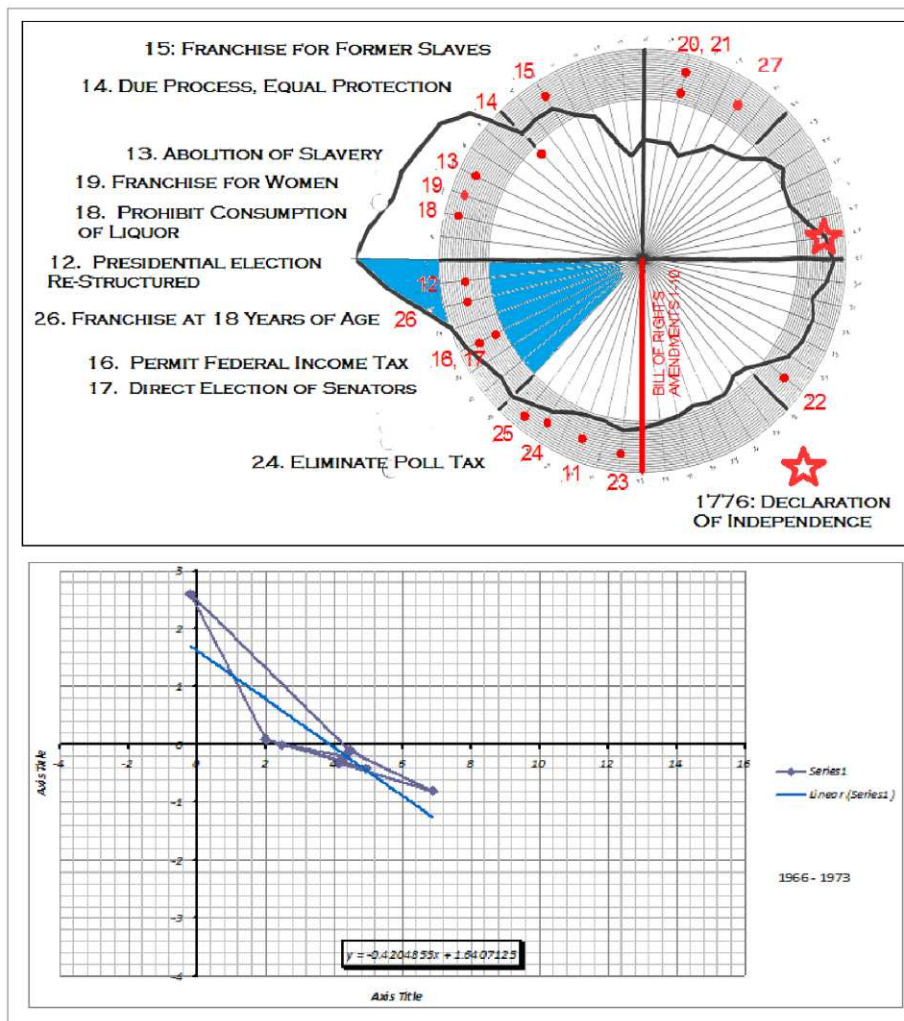 15: FRANCHISE FOR FORMER SLAVES
14. DUE PROCESS, EQUAL PROTECTION
13. ABOLITION OF SLAVERY
19. FRANCHISE FOR WOMEN
18. PROHIBIT CONSUMPTION
OF LIQUOR
12. PRESIDENTIAL ELECTION
RE-STRUCTURED
26. FRANCHISE AT 18 YEARS OF AGE
16. PERMIT FEDERAL INCOME TAX
17. DIRECT ELECTION OF SENATORS
24. ELIMINATE POLL TAX
20, 21
27
15
14
13
19
18
12
26
16, 17
25
24
11
23
22
BILL OF RIGHTS
AMENDMENTS 1-10
1776: DECLARATION
OF INDEPENDENCE
3
2
1
0
-1
-2
-3
-4
-4
-2
0
2
4
6
8
10
12
14
16
Axis Title
Axis Title
Series1
Linear (Series1)
1966 - 1973
y = -0.4204855x + 1.6407125